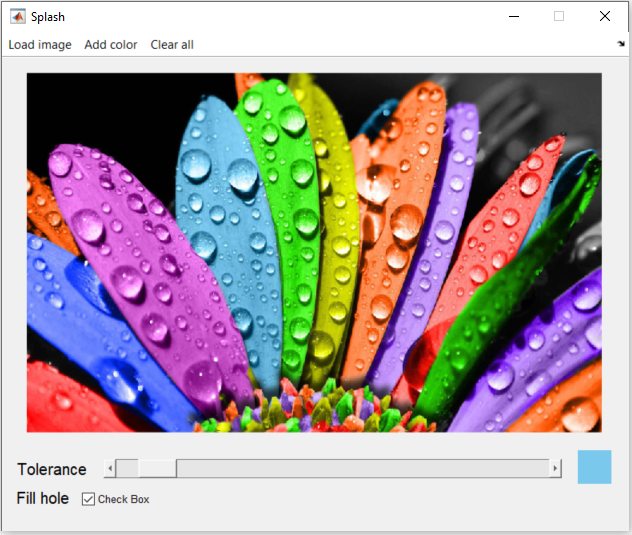 Splash
Load image Add color Clear all
Tolerance
Fill hole Check Box